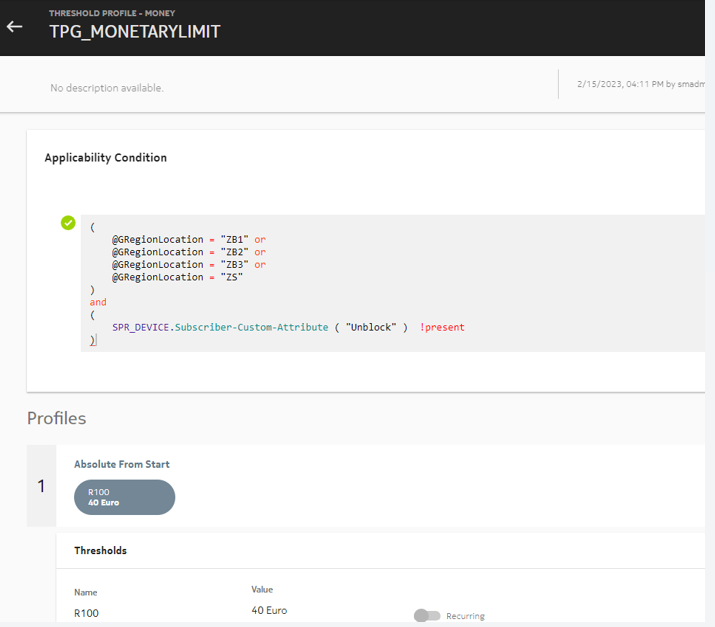 THRESHOLD PROFILE - MONEY
TPG_MONETARYLIMIT
No description available.
2/15/2023, 04:11 PM by smadm
Applicability Condition
(
@GRegionLocation = "ZB1" or
@GRegionLocation = "ZB2" or
@GRegionLocation = "ZB3" or
@GRegionLocation = "ZS"
)
and
(
SPR_DEVICE.Subscriber-Custom-Attribute ( "Unblock" ) !present
)
Profiles
1
Absolute From Start
R100
40 Euro
Thresholds
Name Value
R100 40 Euro Recurring